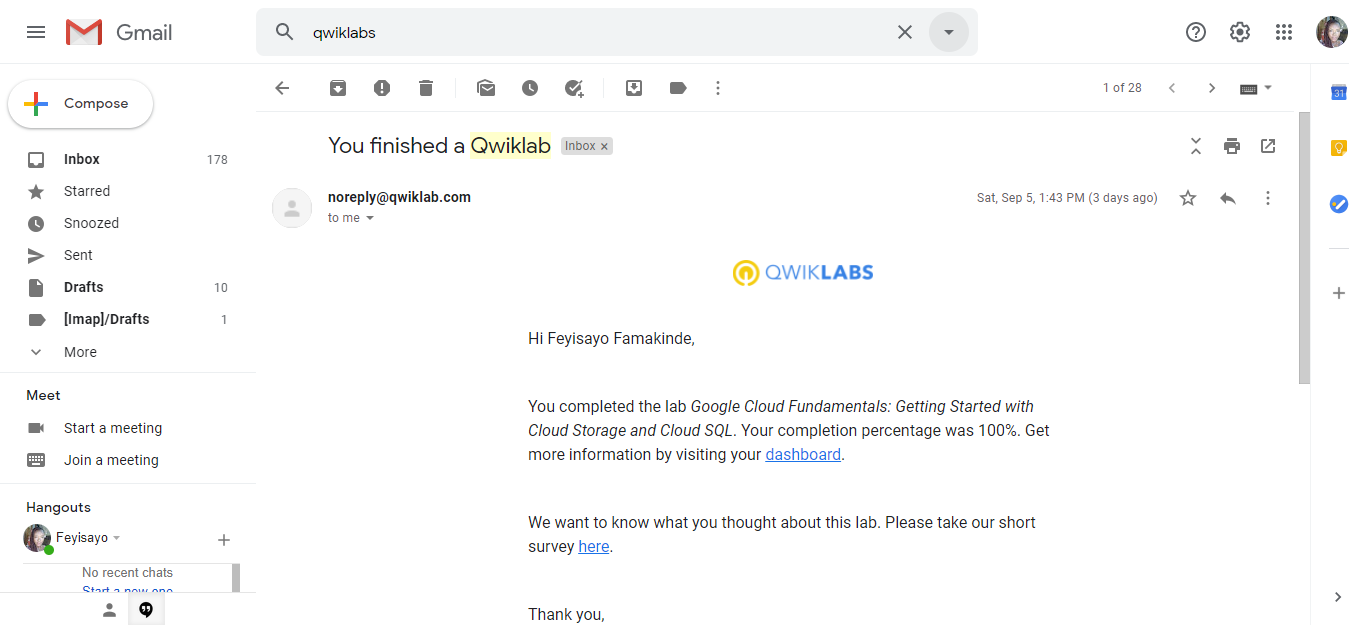 Gmail
qwiklabs
Compose
1 of 28
31
Inbox 178
Starred
Snoozed
Sent
Drafts 10
[Imap]/Drafts 1
More
Meet
Start a meeting
Join a meeting
Hangouts
Feyisayo
No recent chats
Start a new one
You finished a Qwiklab Inbox x
noreply@qwiklab.com Sat, Sep 5, 1:43 PM (3 days ago)
to me
QWIKLABS
Hi Feyisayo Famakinde,
You completed the lab Google Cloud Fundamentals: Getting Started with
Cloud Storage and Cloud SQL. Your completion percentage was 100%. Get
more information by visiting your dashboard.
We want to know what you thought about this lab. Please take our short
survey here.
Thank you,